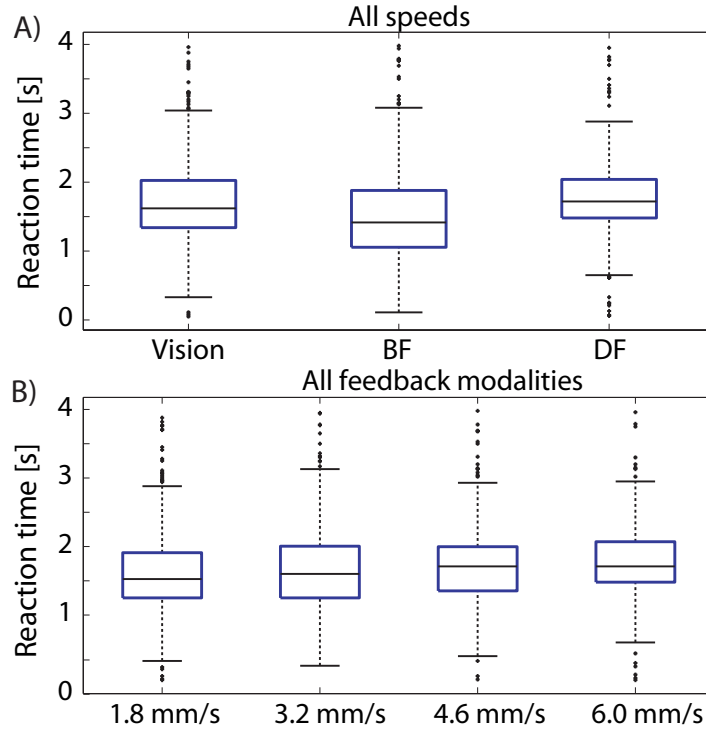 A)
All speeds
Reaction time [s]
4
3
2
1
0
Vision BF DF
B)
All feedback modalities
Reaction time [s]
4
3
2
1
0
1.8 mm/s 3.2 mm/s 4.6 mm/s 6.0 mm/s